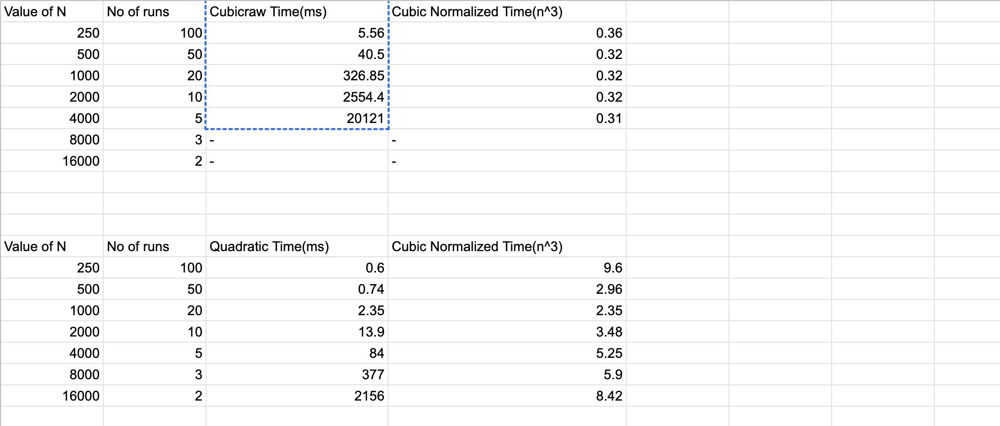 Value of N No of runs Cubicraw Time(ms) Cubic Normalized Time(n^3)
250 100 5.56 0.36
500 50 40.5 0.32
1000 20 326.85 0.32
2000 10 2554.4 0.32
4000 5 20121 0.31
8000 3 - -
16000 2 - -
Value of N No of runs Quadratic Time(ms) Cubic Normalized Time(n^3)
250 100 0.6 9.6
500 50 0.74 2.96
1000 20 2.35 2.35
2000 10 13.9 3.48
4000 5 84 5.25
8000 3 377 5.9
16000 2 2156 8.42